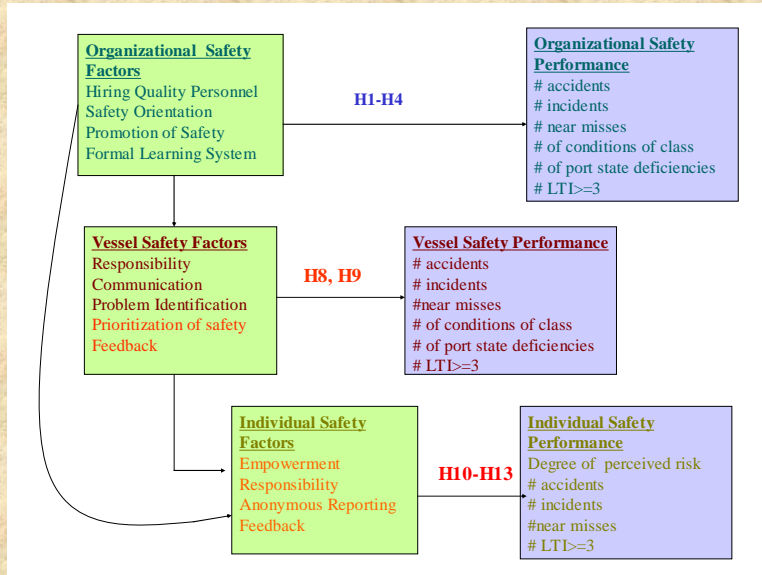 Organizational Safety
Factors
Hiring Quality Personnel
Safety Orientation
Promotion of Safety
Formal Learning System
H1-H4
Organizational Safety
Performance
# accidents
# incidents
# near misses
# of conditions of class
# of port state deficiencies
# LTI>=3
Vessel Safety Factors
Responsibility
Communication
Problem Identification
Prioritization of safety
Feedback
H8, H9
Vessel Safety Performance
# accidents
# incidents
#near misses
# of conditions of class
# of port state deficiencies
# LTI>=3
Individual Safety
Factors
Empowerment
Responsibility
Anonymous Reporting
Feedback
H10-H13
Individual Safety
Performance
Degree of perceived risk
# accidents
# incidents
#near misses
# LTI>=3